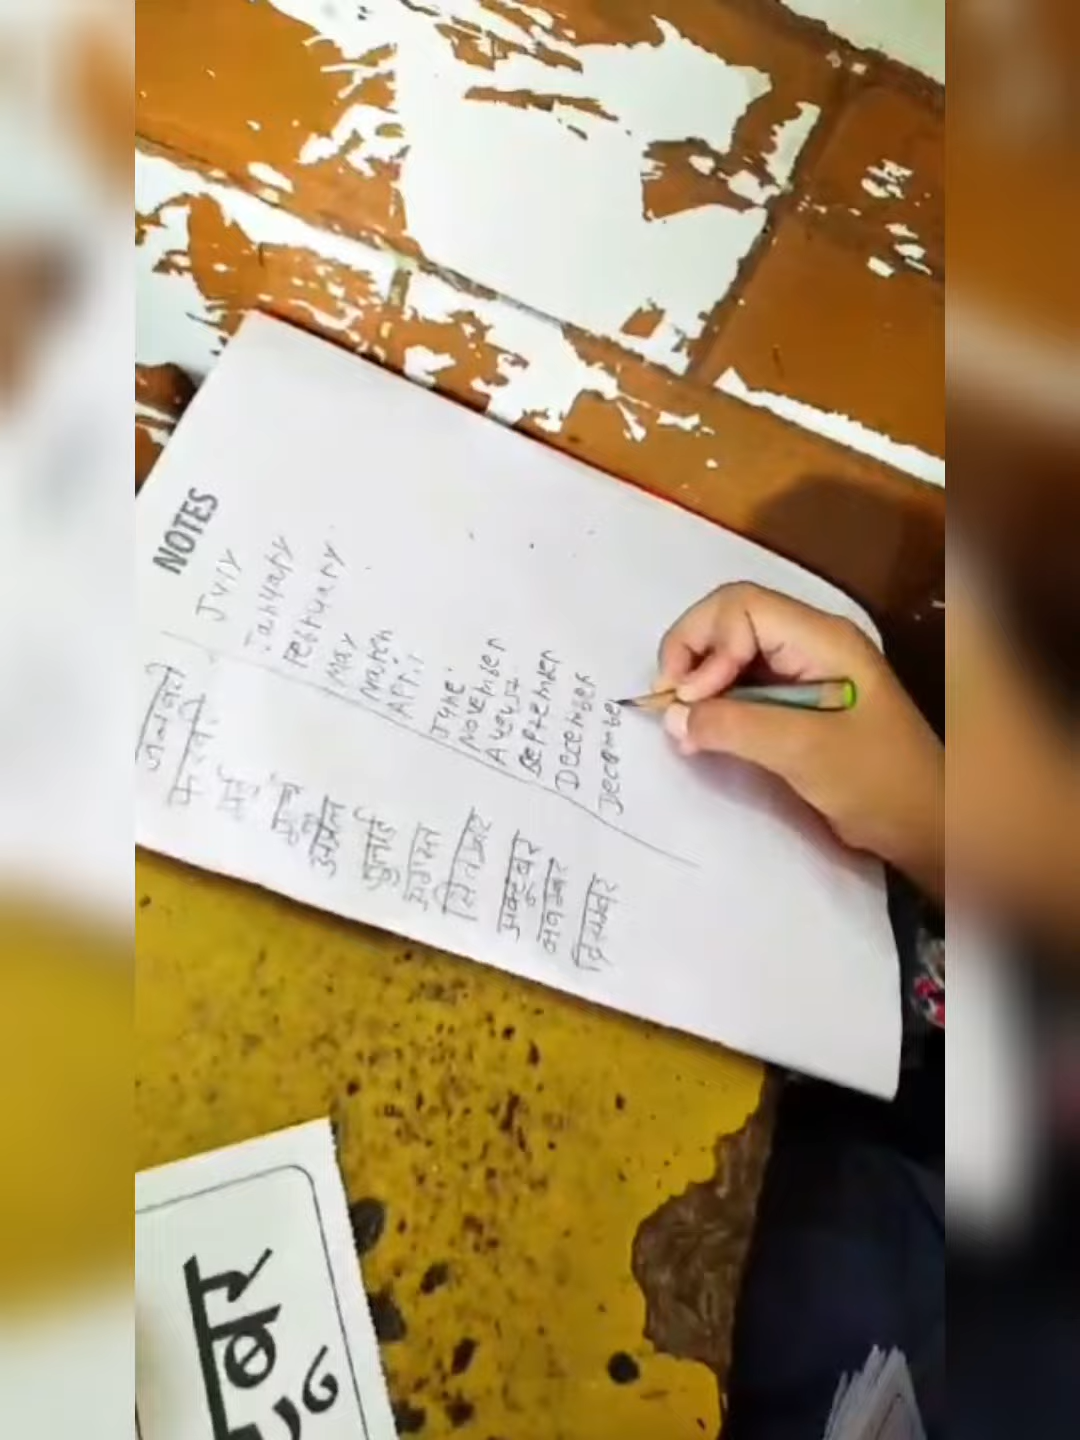 NOTES
July
January
February
May
March
April
June
November
August
September
December
December
जनवरी
फरवरी
मई
जून
अप्रैल
जुलाई
अगस्त
सितम्बर
अक्टूबर
नवम्बर
दिसम्बर